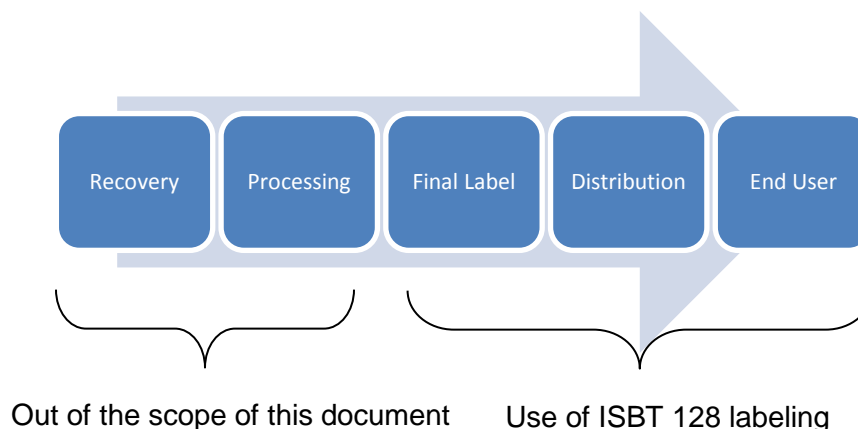 Recovery
Processing
Final Label
Distribution
End User
Out of the scope of this document
Use of ISBT 128 labeling